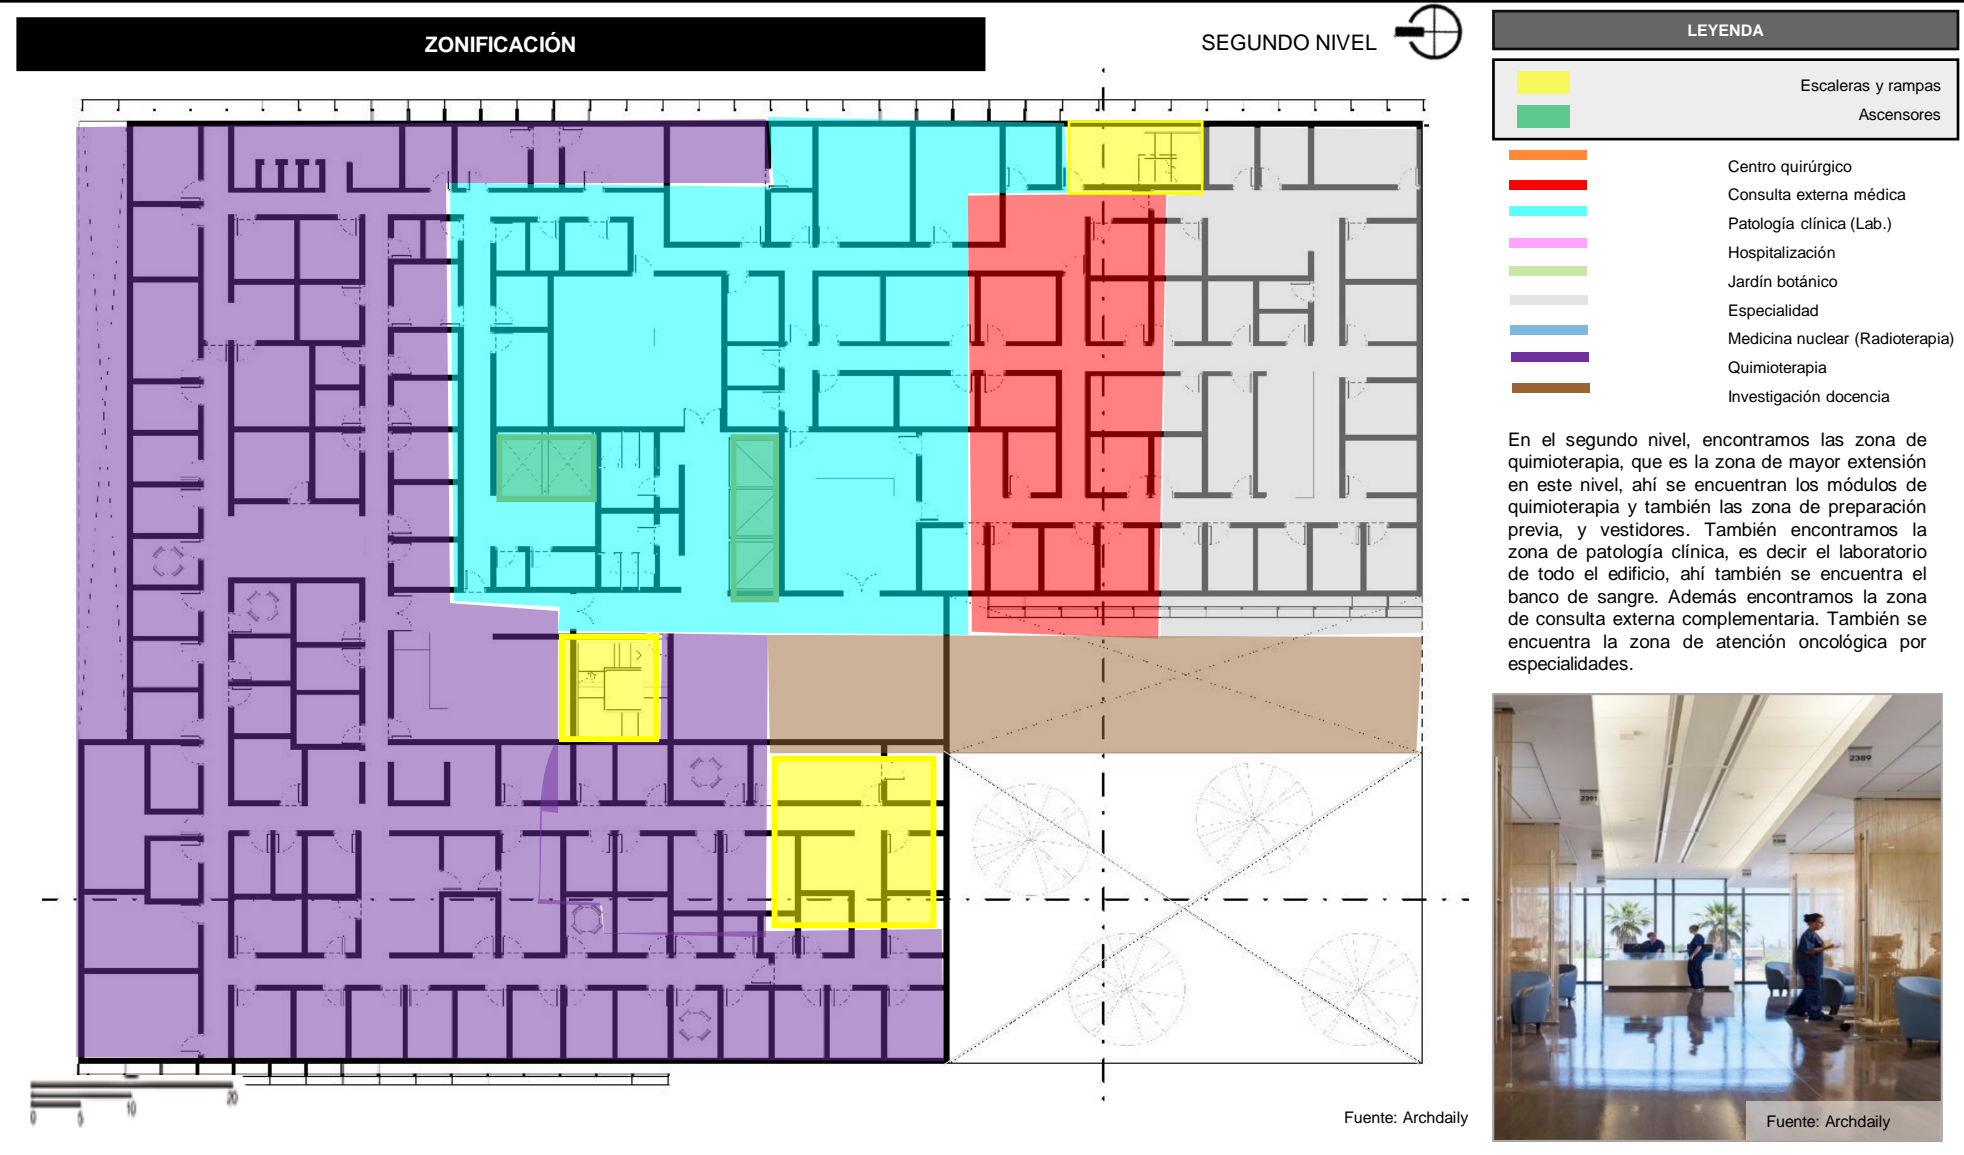 ZONIFICACIÓN
SEGUNDO NIVEL
LEYENDA
Escaleras y rampas
Ascensores
Centro quirúrgico
Consulta externa médica
Patología clínica (Lab.)
Hospitalización
Jardín botánico
Especialidad
Medicina nuclear (Radioterapia)
Quimioterapia
Investigación docencia
En el segundo nivel, encontramos las zona de
quimioterapia, que es la zona de mayor extensión
en este nivel, ahí se encuentran los módulos de
quimioterapia y también las zona de preparación
previa, y vestidores. También encontramos la
zona de patología clínica, es decir el laboratorio
de todo el edificio, ahí también se encuentra el
banco de sangre. Además encontramos la zona
de consulta externa complementaria. También se
encuentra la zona de atención oncológica por
especialidades.
2389
2391
0 5 10 20
Fuente: Archdaily
Fuente: Archdaily